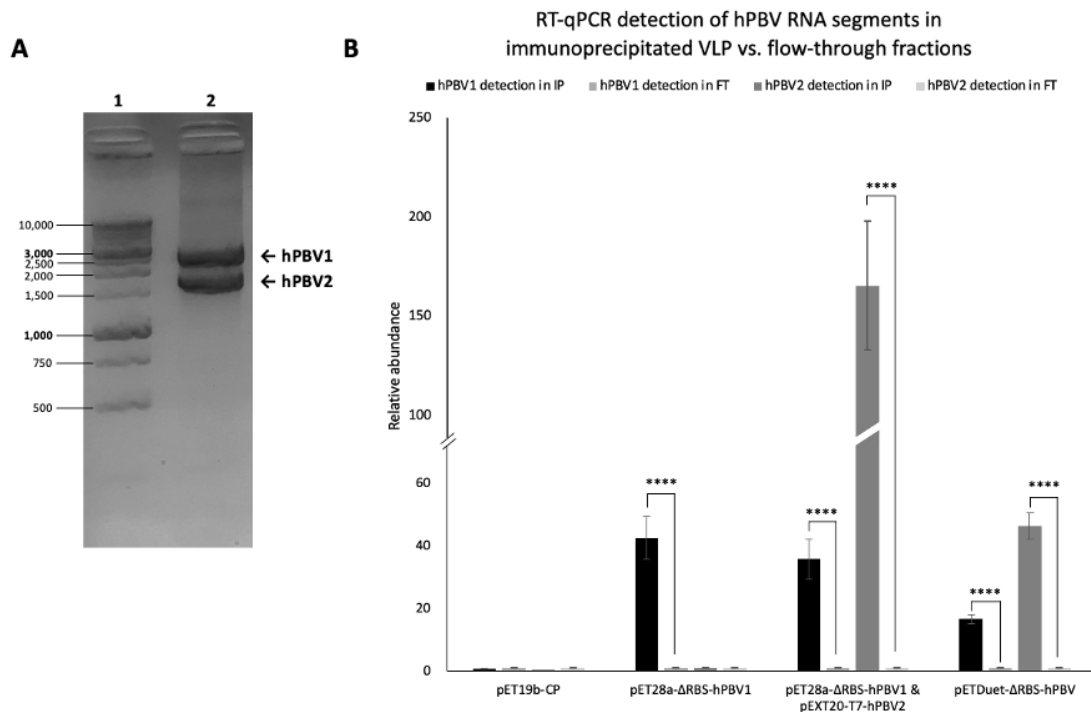 A
1 2
10,000
3,000
2,500
2,000
1,500
1,000
750
500
← hPBV1
← hPBV2
B
RT-qPCR detection of hPBV RNA segments in
immunoprecipitated VLP vs. flow-through fractions
hPBV1 detection in IP hPBV1 detection in FT hPBV2 detection in IP hPBV2 detection in FT
Relative abundance
250
200
150
100
60
40
20
0
****
****
****
****
****
pET19b-CP
pET28a-ΔRBS-hPBV1
pET28a-ΔRBS-hPBV1 &
pEXT20-T7-hPBV2
pETDuet-ΔRBS-hPBV